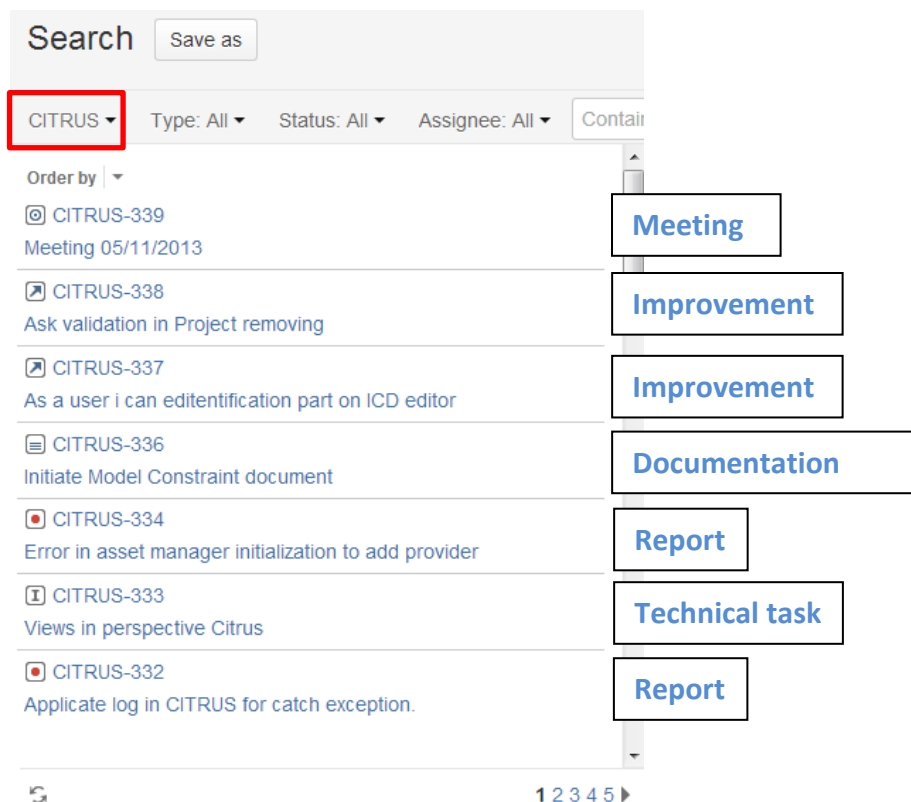 Search Save as
CITRUS Type: All Status: All Assignee: All Contain
Order by
CITRUS-339
Meeting 05/11/2013
Meeting
CITRUS-338
Ask validation in Project removing
Improvement
CITRUS-337
As a user i can editentification part on ICD editor
Improvement
CITRUS-336
Initiate Model Constraint document
Documentation
CITRUS-334
Error in asset manager initialization to add provider
Report
CITRUS-333
Views in perspective Citrus
Technical task
CITRUS-332
Applicate log in CITRUS for catch exception.
Report
1 2 3 4 5